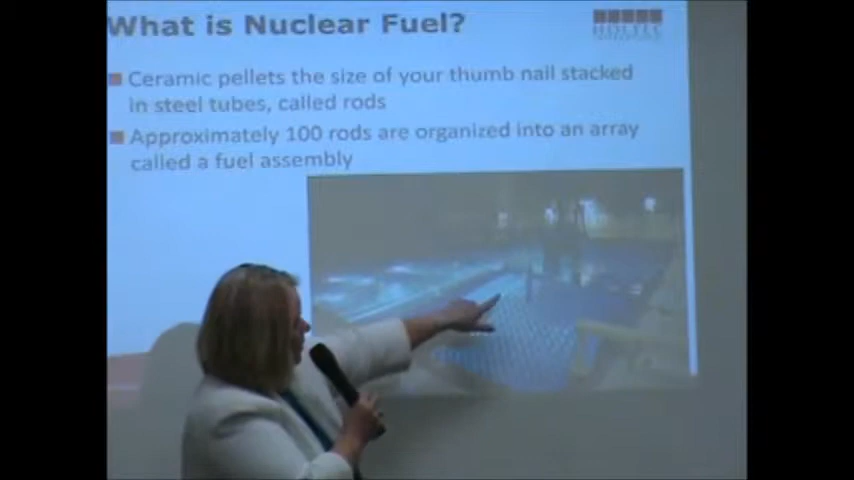 What is Nuclear Fuel?
HOLTEC
Ceramic pellets the size of your thumb nail stacked
in steel tubes, called rods
Approximately 100 rods are organized into an array
called a fuel assembly